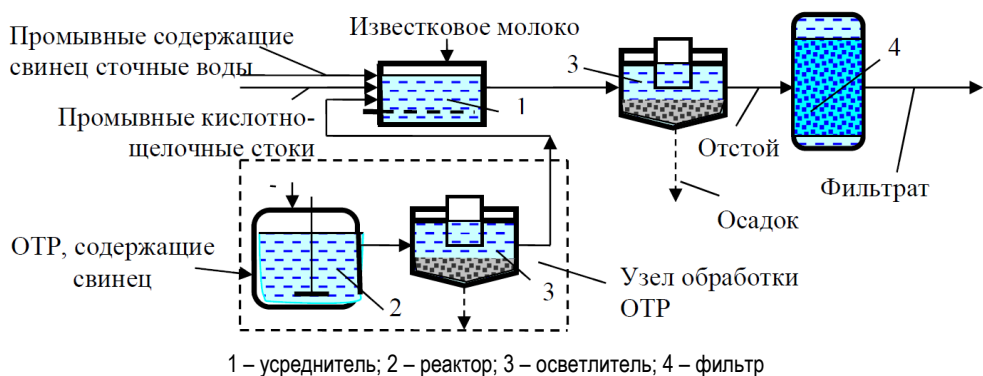 Известковое молоко
Промывные содержащие
свинец сточные воды
3
4
1
Промывные кислотно-
щелочные стоки
Отстой
Фильтрат
Осадок
ОТР, содержащие
свинец
2
3
Узел обработки
ОТР
1 – усреднитель; 2 – реактор; 3 – осветлитель; 4 – фильтр